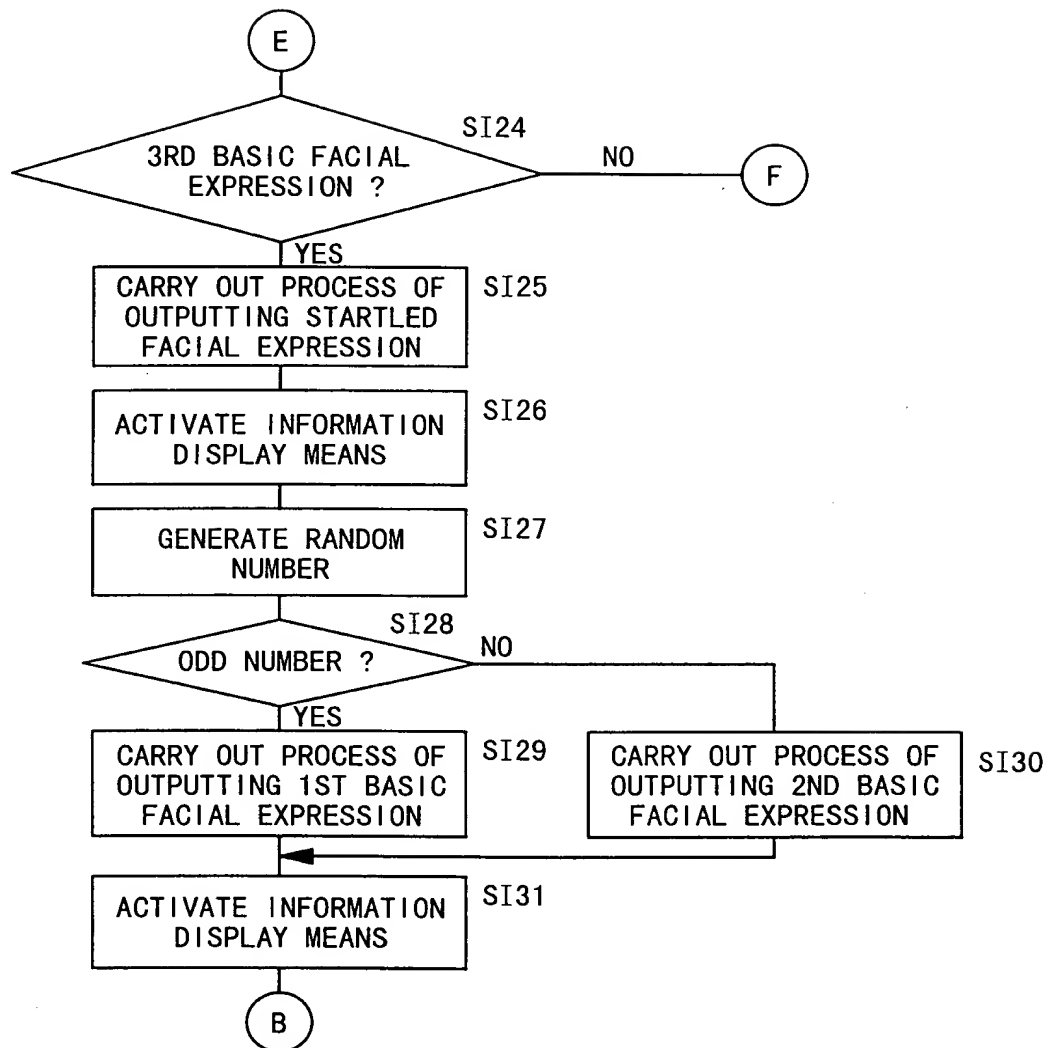 E
SI24
3RD BASIC FACIAL
EXPRESSION ?
NO
F
YES
CARRY OUT PROCESS OF
OUTPUTTING STARTLED
FACIAL EXPRESSION
SI25
ACTIVATE INFORMATION
DISPLAY MEANS
SI26
GENERATE RANDOM
NUMBER
SI27
SI28
ODD NUMBER ?
NO
YES
CARRY OUT PROCESS OF
OUTPUTTING 1ST BASIC
FACIAL EXPRESSION
SI29
CARRY OUT PROCESS OF
OUTPUTTING 2ND BASIC
FACIAL EXPRESSION
SI30
ACTIVATE INFORMATION
DISPLAY MEANS
SI31
B